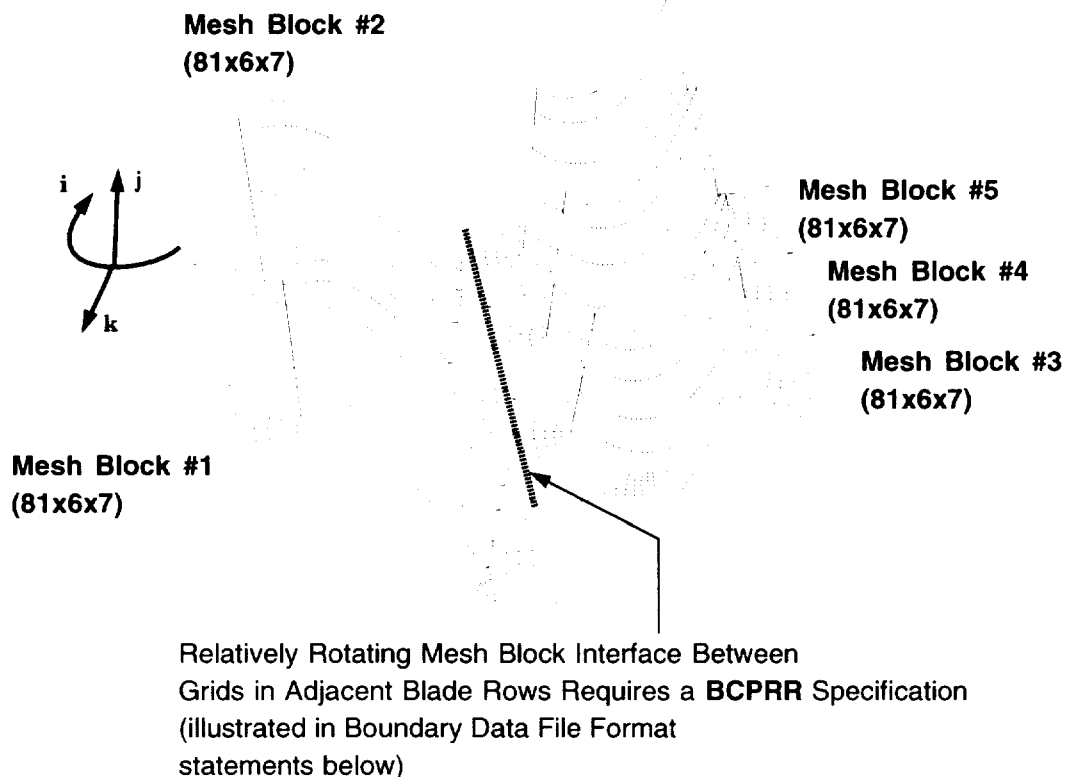 Mesh Block #2
(81x6x7)
i
j
k
Mesh Block #5
(81x6x7)
Mesh Block #4
(81x6x7)
Mesh Block #3
(81x6x7)
Mesh Block #1
(81x6x7)
Relatively Rotating Mesh Block Interface Between
Grids in Adjacent Blade Rows Requires a BCPRR Specification
(illustrated in Boundary Data File Format
statements below)